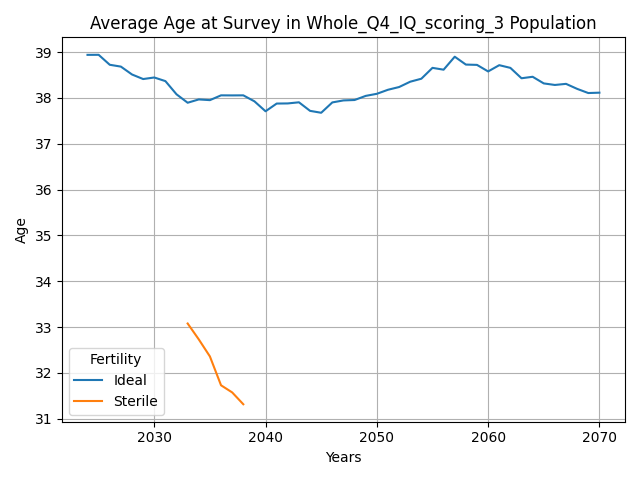 Average Age at Survey in Whole_Q4_IQ_scoring_3 Population
39
38
37
36
35
34
33
32
31
Age
Fertility
Ideal
Sterile
2030 2040 2050 2060 2070
Years